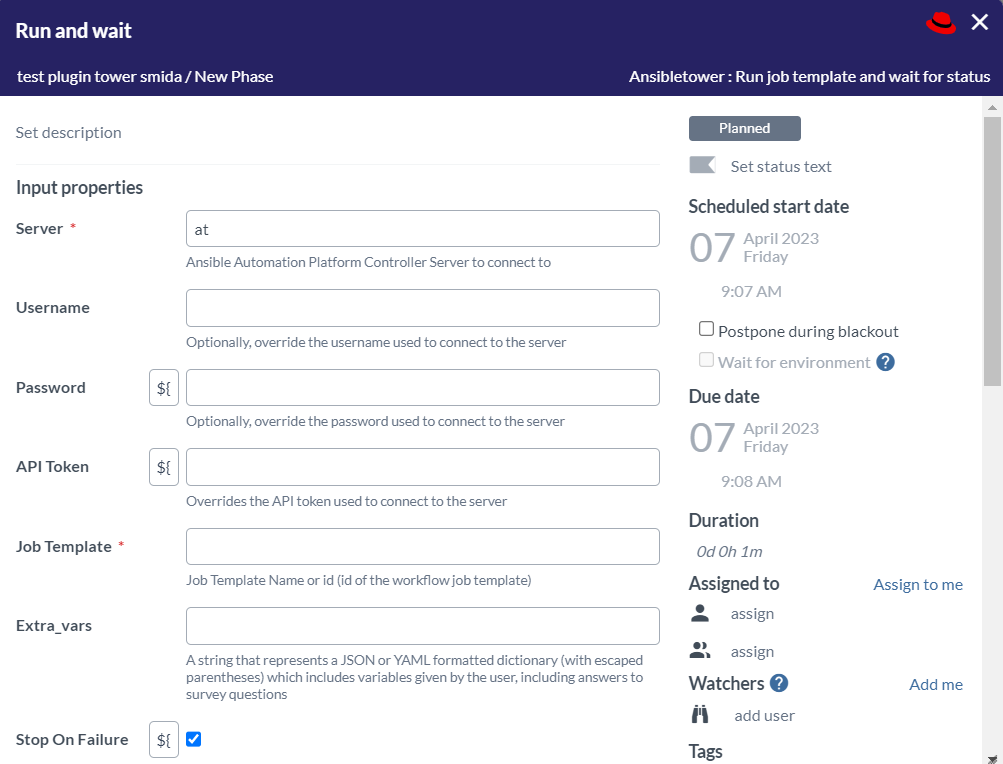 Run and wait
test plugin tower smida / New Phase
Ansibletower : Run job template and wait for status
Set description
Input properties
Server *
at
Ansible Automation Platform Controller Server to connect to
Username
Optionally, override the username used to connect to the server
Password
${
Optionally, override the password used to connect to the server
API Token
${
Overrides the API token used to connect to the server
Job Template *
Job Template Name or id (id of the workflow job template)
Extra_vars
A string that represents a JSON or YAML formatted dictionary (with escaped
parentheses) which includes variables given by the user, including answers to
survey questions
Stop On Failure
${
Planned
Set status text
Scheduled start date
07
April 2023
Friday
9:07 AM
Postpone during blackout
Wait for environment ?
Due date
07
April 2023
Friday
9:08 AM
Duration
0d 0h 1m
Assigned to
Assign to me
assign
assign
Watchers ?
Add me
add user
Tags